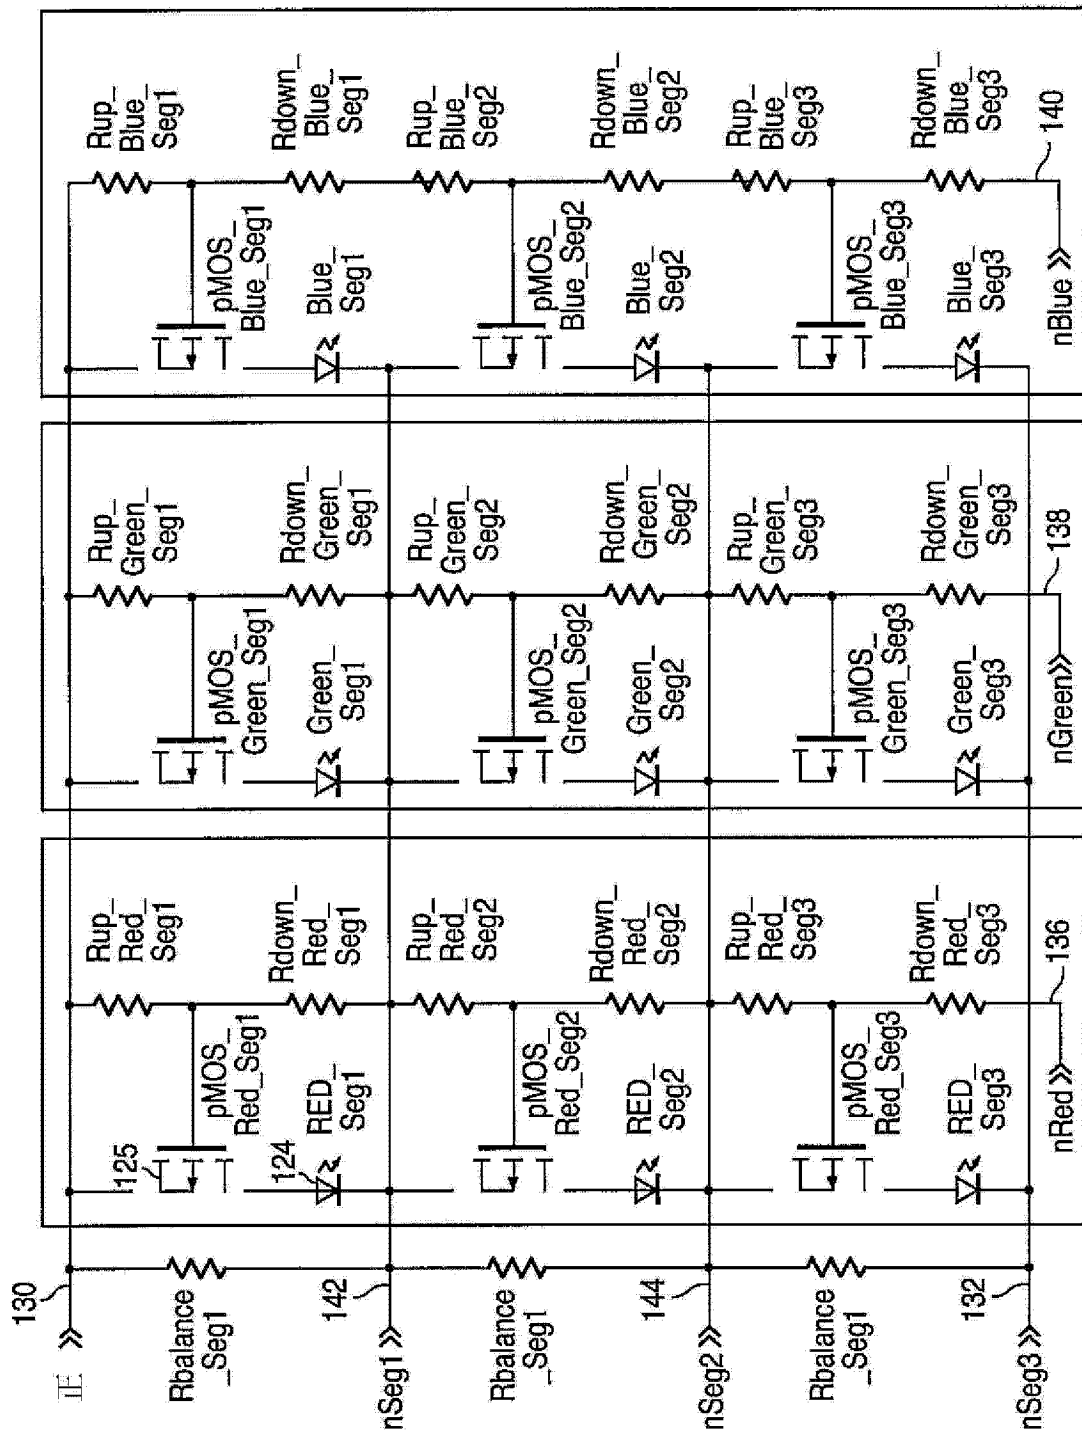 Rup_
Blue_
Seg1
Rdown_
Blue_
Seg1
Rup_
Blue_
Seg2
Rdown_
Blue_
Seg2
Rup_
Blue_
Seg3
Rdown_
Blue_
Seg3
140
pMOS_
Blue_Seg1
Blue_
Seg1
pMOS_
Blue_Seg2
Blue_
Seg2
pMOS_
Blue_Seg3
Blue_
Seg3
nBlue
Rup_
Green_
Seg1
Rdown_
Green_
Seg1
Rup_
Green_
Seg2
Rdown_
Green_
Seg2
Rup_
Green_
Seg3
Rdown_
Green_
Seg3
138
pMOS_
Green_Seg1
Green_
Seg1
pMOS_
Green_Seg2
Green_
Seg2
pMOS_
Green_Seg3
Green_
Seg3
nGreen
Rup_
Red_
Seg1
Rdown_
Red_
Seg1
Rup_
Red_
Seg2
Rdown_
Red_
Seg2
Rup_
Red_
Seg3
Rdown_
Red_
Seg3
136
125
pMOS_
Red_Seg1
124
RED_
Seg1
pMOS_
Red_Seg2
RED_
Seg2
pMOS_
Red_Seg3
RED_
Seg3
nRed
130
正
Rbalance
_Seg1
142
nSeg1
Rbalance
_Seg1
144
nSeg2
Rbalance
_Seg1
132
nSeg3